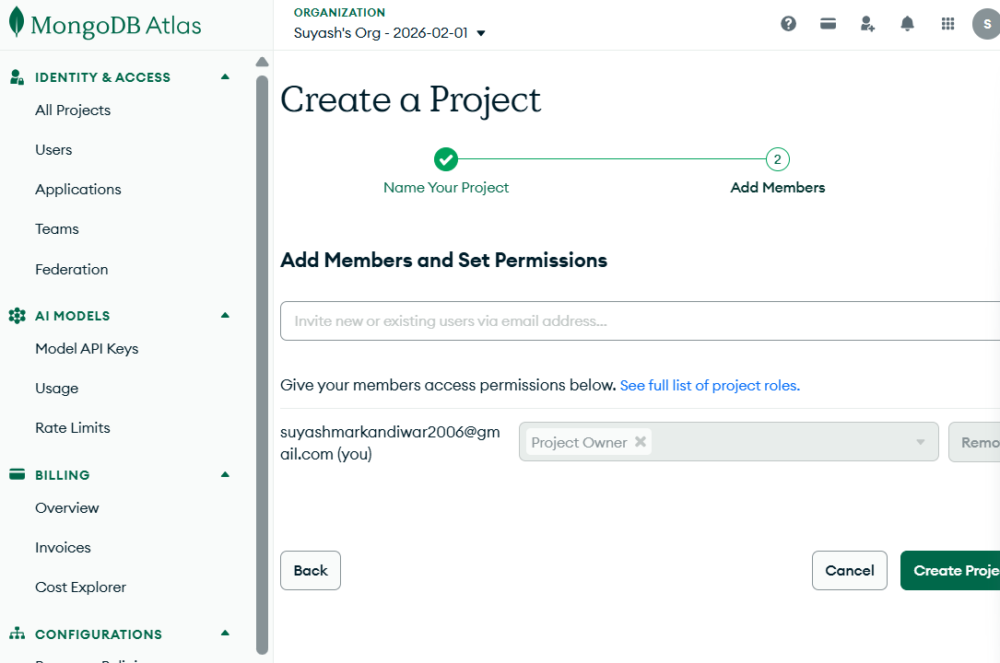 MongoDB Atlas
ORGANIZATION
Suyash's Org - 2026-02-01
S
IDENTITY & ACCESS
All Projects
Users
Applications
Teams
Federation
AI MODELS
Model API Keys
Usage
Rate Limits
BILLING
Overview
Invoices
Cost Explorer
CONFIGURATIONS
Create a Project
2
Name Your Project
Add Members
Add Members and Set Permissions
Invite new or existing users via email address...
Give your members access permissions below. See full list of project roles.
suyashmarkandiwar2006@gm
ail.com (you)
Project Owner
Remo
Back
Cancel
Create Proje